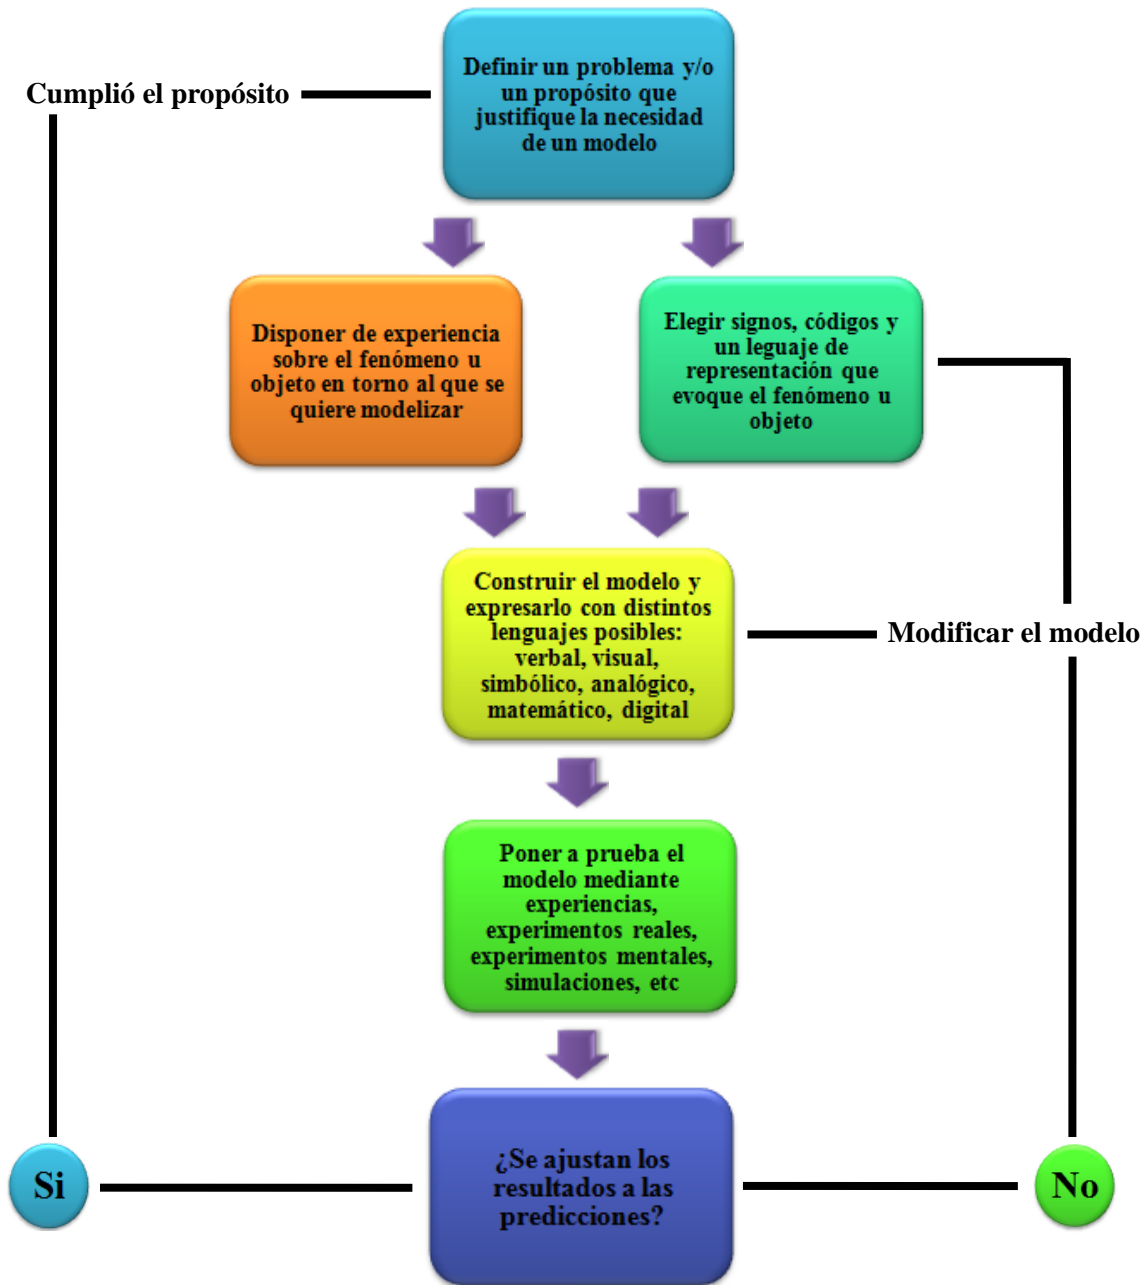 Definir un problema y/o
un propósito que
justifique la necesidad
de un modelo
Cumplió el propósito
Disponer de experiencia
sobre el fenómeno u
objeto en torno al que se
quiere modelizar
Elegir signos, códigos y
un leguaje de
representación que
evoque el fenómeno u
objeto
Construir el modelo y
expresarlo con distintos
lenguajes posibles:
verbal, visual,
simbólico, analógico,
matemático, digital
Modificar el modelo
Poner a prueba el
modelo mediante
experiencias,
experimentos reales,
experimentos mentales,
simulaciones, etc
¿Se ajustan los
resultados a las
predicciones?
Si
No